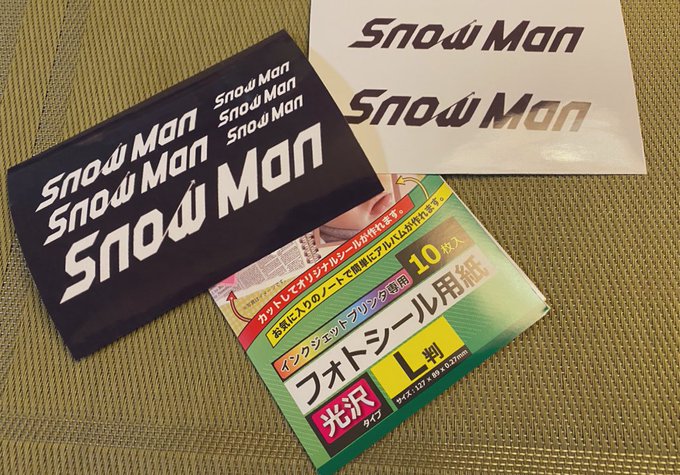 Snow Man
Snow Man
Snow Man
Snow Man
Snow Man
Snow Man
Snow Man
Snow Man
カットしてオリジナルシールが作れます。
お気に入りのノートで簡単にアルバムが作れます。
インクジェットプリンタ専用
10枚入
フォトシール用紙
光沢
タイプ
L判
サイズ：127×89×0.27mm